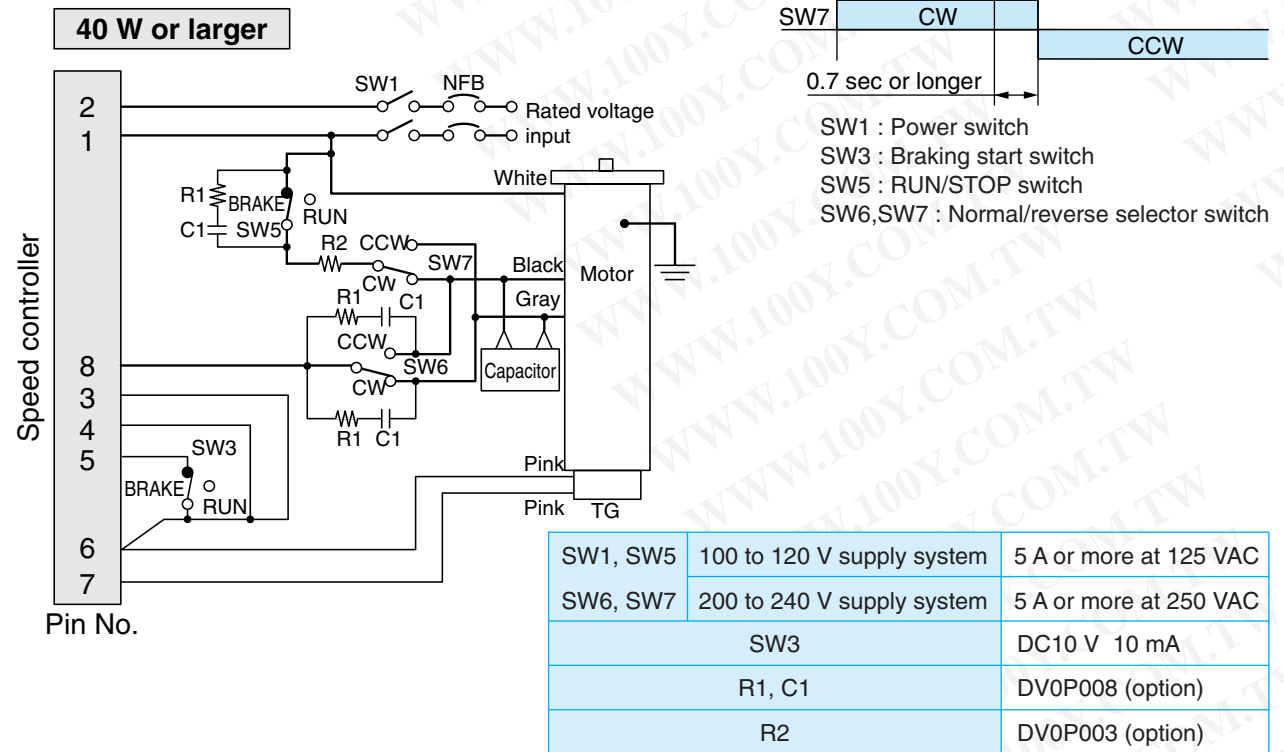 40 W or larger
SW7
CW
CCW
0.7 sec or longer
SW1 : Power switch
SW3 : Braking start switch
SW5 : RUN/STOP switch
SW6,SW7 : Normal/reverse selector switch
SW1
NFB
Rated voltage
input
2
1
White
R1
BRAKE
RUN
C1
SW5
R2
CCW
SW7
CW
Black
Motor
Gray
R1
C1
CCW
SW6
CW
Capacitor
R1
C1
Speed controller
8
3
4
5
SW3
BRAKE
RUN
6
7
Pink
Pink
TG
Pin No.
SW1, SW5
100 to 120 V supply system
5 A or more at 125 VAC
SW6, SW7
200 to 240 V supply system
5 A or more at 250 VAC
SW3
DC10 V 10 mA
R1, C1
DV0P008 (option)
R2
DV0P003 (option)
WWW.100Y.COM.TW